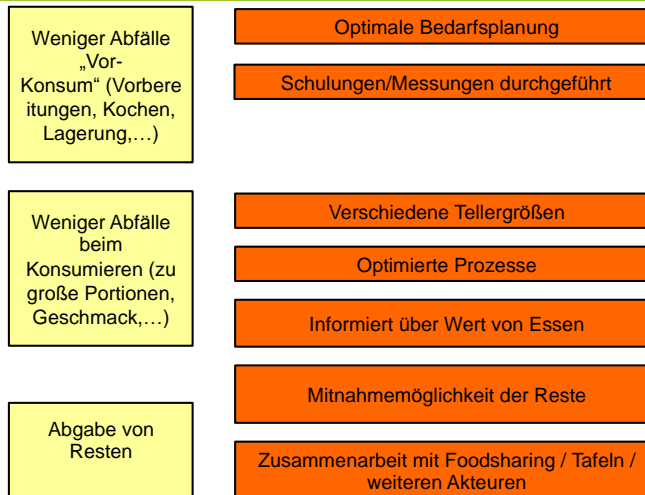 Weniger Abfälle
„Vor-
Konsum“ (Vorbere
itungen, Kochen,
Lagerung,…)
Optimale Bedarfsplanung
Schulungen/Messungen durchgeführt
Weniger Abfälle
beim
Konsumieren (zu
große Portionen,
Geschmack,…)
Verschiedene Tellergrößen
Optimierte Prozesse
Informiert über Wert von Essen
Abgabe von
Resten
Mitnahmemöglichkeit der Reste
Zusammenarbeit mit Foodsharing / Tafeln /
weiteren Akteuren